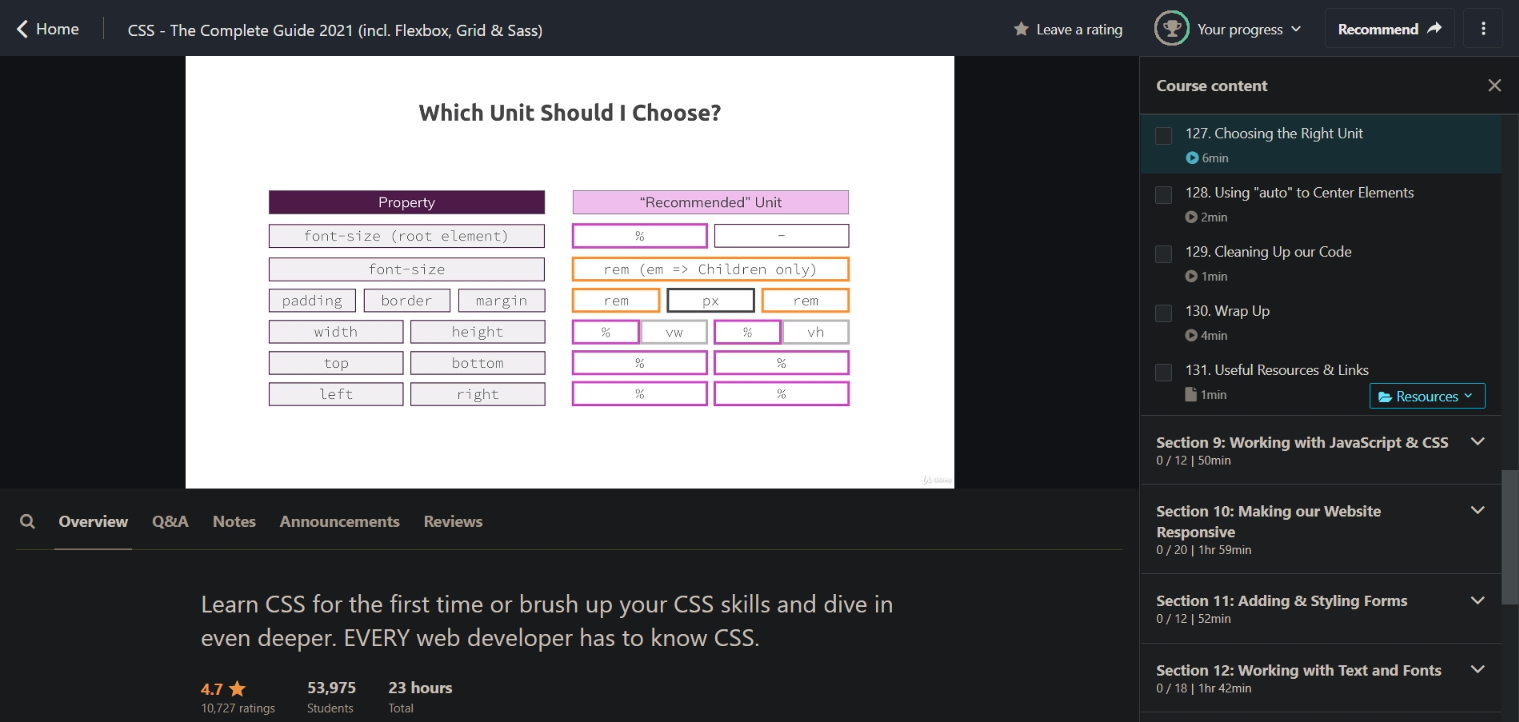 Home
CSS - The Complete Guide 2021 (incl. Flexbox, Grid & Sass)
Leave a rating
Your progress
Recommend
Which Unit Should I Choose?
Property
“Recommended” Unit
font-size (root element)
%
–
font-size
rem (em => Children only)
padding
border
margin
rem
px
rem
width
height
%
vw
%
vh
top
bottom
%
%
left
right
%
%
Course content
127. Choosing the Right Unit
6min
128. Using "auto" to Center Elements
2min
129. Cleaning Up our Code
1min
130. Wrap Up
4min
131. Useful Resources & Links
1min
Resources
Section 9: Working with JavaScript & CSS
0 / 12 | 50min
Section 10: Making our Website
Responsive
0 / 20 | 1hr 59min
Section 11: Adding & Styling Forms
0 / 12 | 52min
Section 12: Working with Text and Fonts
0 / 18 | 1hr 42min
Overview
Q&A
Notes
Announcements
Reviews
Learn CSS for the first time or brush up your CSS skills and dive in
even deeper. EVERY web developer has to know CSS.
4.7
10,727 ratings
53,975
Students
23 hours
Total